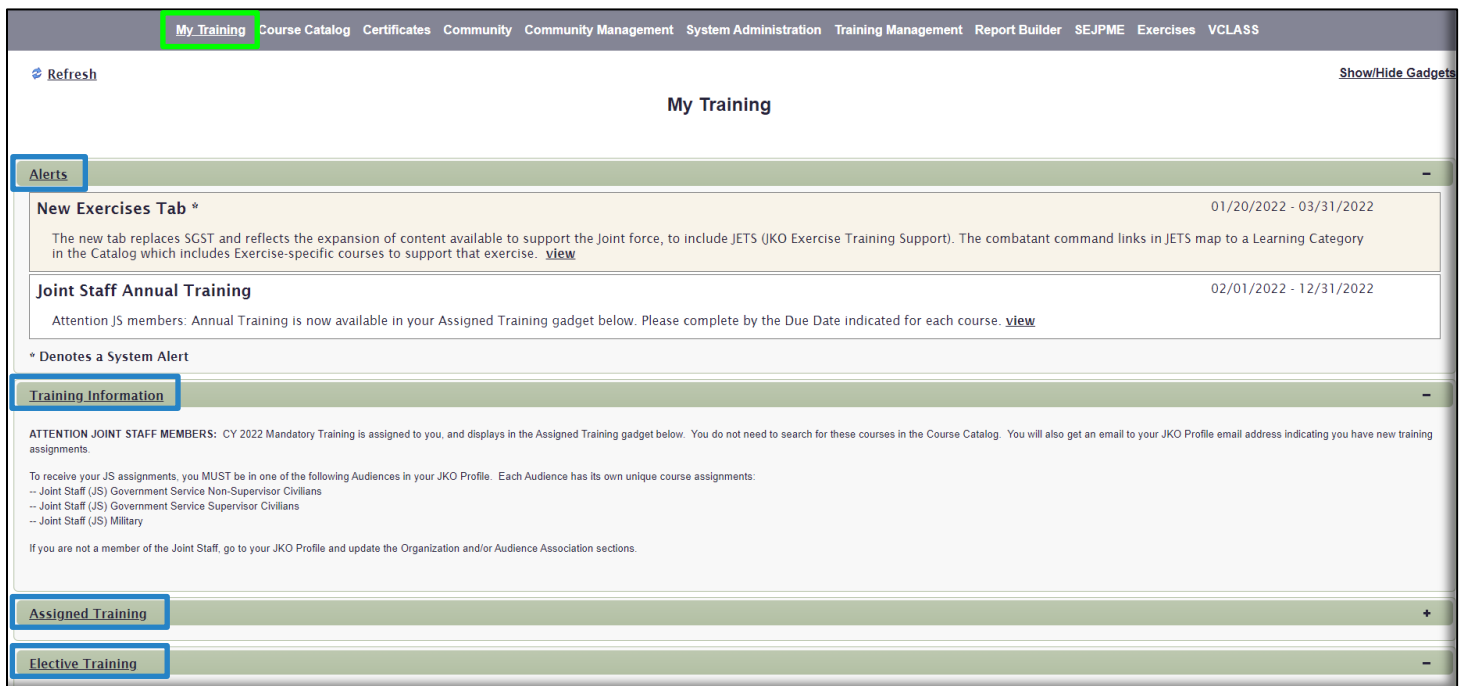 My Training Course Catalog Certificates Community Community Management System Administration Training Management Report Builder SEJPME Exercises VCLASS
Refresh
Show/Hide Gadgets
My Training
Alerts
-
New Exercises Tab *
01/20/2022 - 03/31/2022
The new tab replaces SGST and reflects the expansion of content available to support the Joint force, to include JETS (JKO Exercise Training Support). The combatant command links in JETS map to a Learning Category
in the Catalog which includes Exercise-specific courses to support that exercise. view
Joint Staff Annual Training
02/01/2022 - 12/31/2022
Attention JS members: Annual Training is now available in your Assigned Training gadget below. Please complete by the Due Date indicated for each course. view
* Denotes a System Alert
Training Information
-
ATTENTION JOINT STAFF MEMBERS: CY 2022 Mandatory Training is assigned to you, and displays in the Assigned Training gadget below. You do not need to search for these courses in the Course Catalog. You will also get an email to your JKO Profile email address indicating you have new training
assignments.
To receive your JS assignments, you MUST be in one of the following Audiences in your JKO Profile. Each Audience has its own unique course assignments:
-- Joint Staff (JS) Government Service Non-Supervisor Civilians
-- Joint Staff (JS) Government Service Supervisor Civilians
-- Joint Staff (JS) Military
If you are not a member of the Joint Staff, go to your JKO Profile and update the Organization and/or Audience Association sections.
Assigned Training
+
Elective Training
-